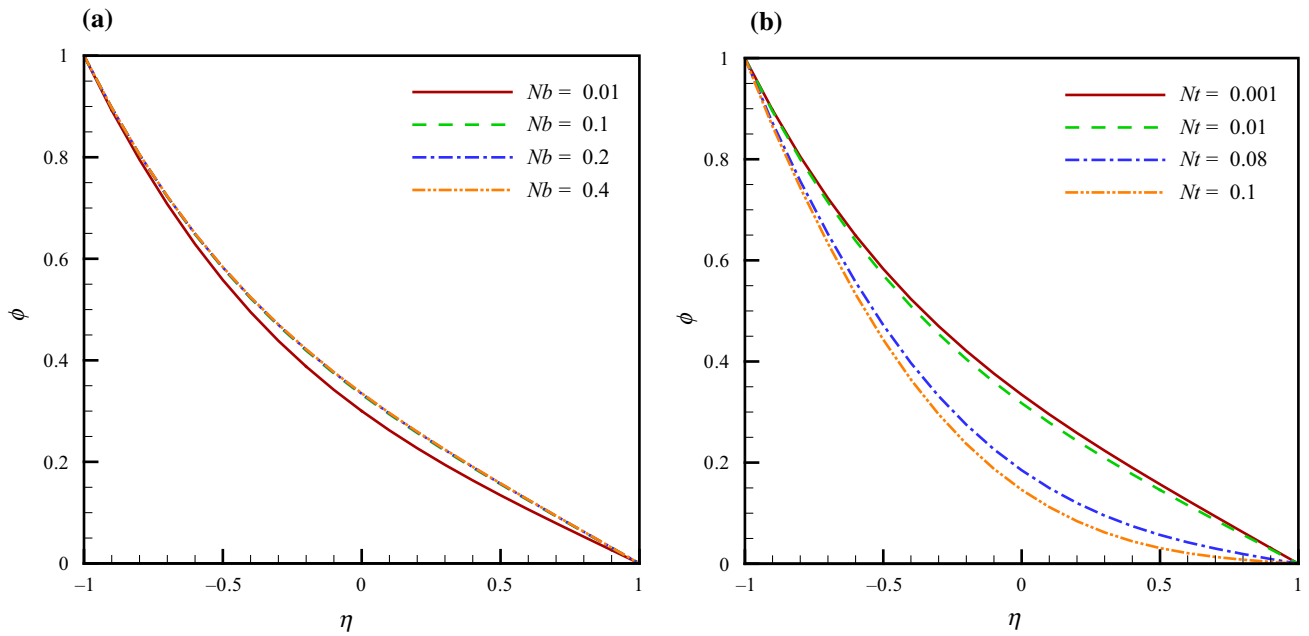 (a)
1
0.8
0.6
0.4
0.2
0
−1
−0.5
0
0.5
1
ϕ
η
Nb = 0.01
Nb = 0.1
Nb = 0.2
Nb = 0.4
(b)
1
0.8
0.6
0.4
0.2
0
−1
−0.5
0
0.5
1
ϕ
η
Nt = 0.001
Nt = 0.01
Nt = 0.08
Nt = 0.1